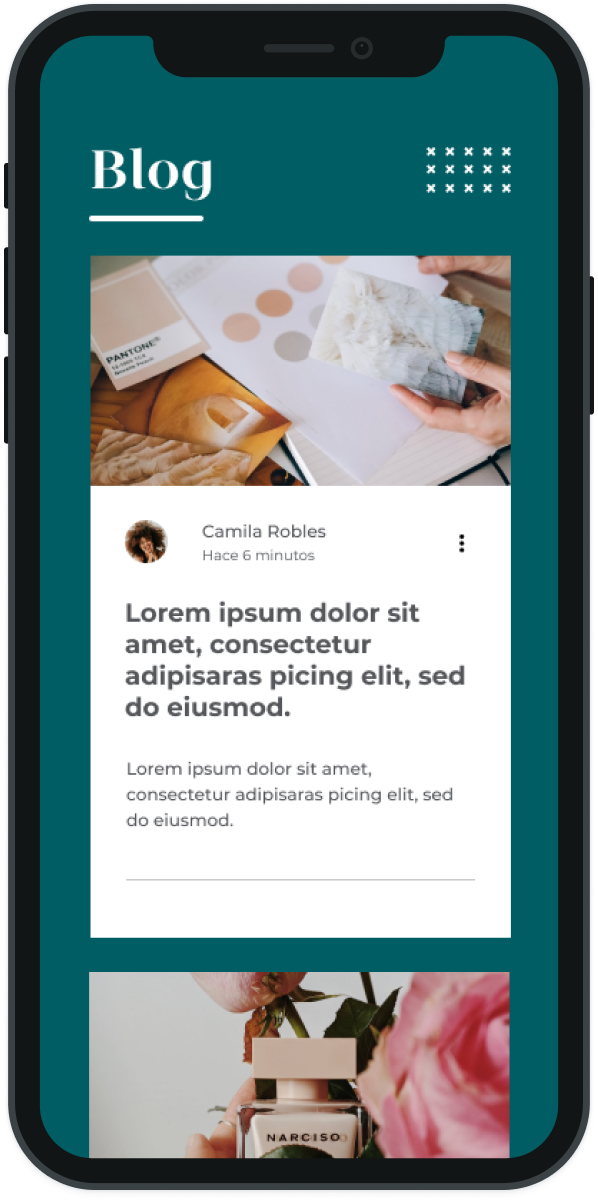 Blog
PANTONE®
Camila Robles
Hace 6 minutos
Lorem ipsum dolor sit
amet, consectetur
adipisaras picing elit, sed
do eiusmod.
Lorem ipsum dolor sit amet,
consectetur adipisaras picing elit, sed
do eiusmod.
NARCISO